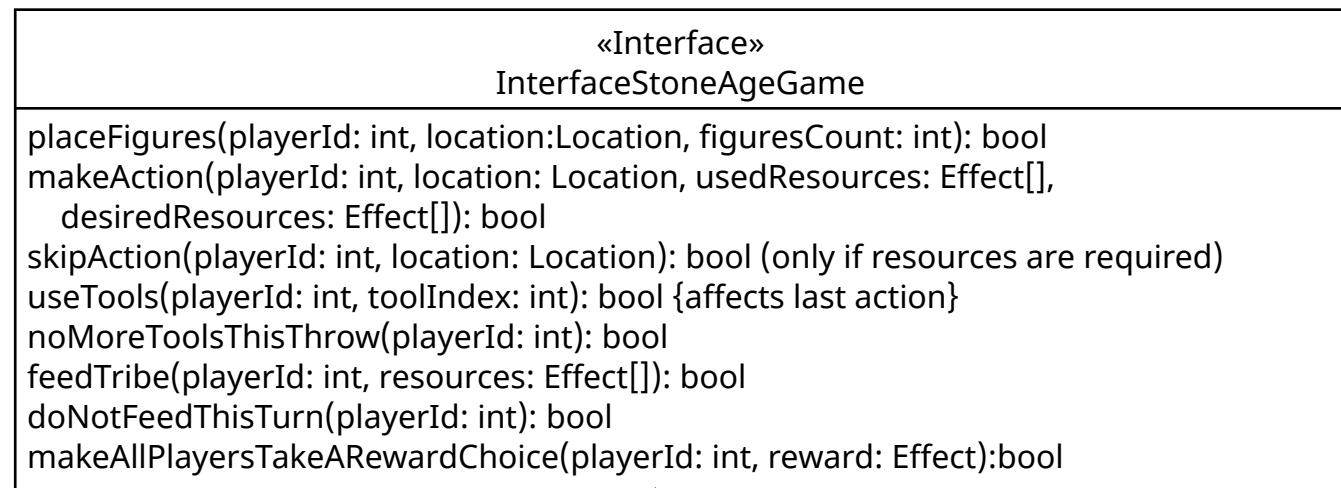 «Interface»
InterfaceStoneAgeGame
placeFigures(playerId: int, location:Location, figuresCount: int): bool
makeAction(playerId: int, location: Location, usedResources: Effect[],
desiredResources: Effect[]): bool
skipAction(playerId: int, location: Location): bool (only if resources are required)
useTools(playerId: int, toolIndex: int): bool {affects last action}
noMoreToolsThisThrow(playerId: int): bool
feedTribe(playerId: int, resources: Effect[]): bool
doNotFeedThisTurn(playerId: int): bool
makeAllPlayersTakeARewardChoice(playerId: int, reward: Effect):bool